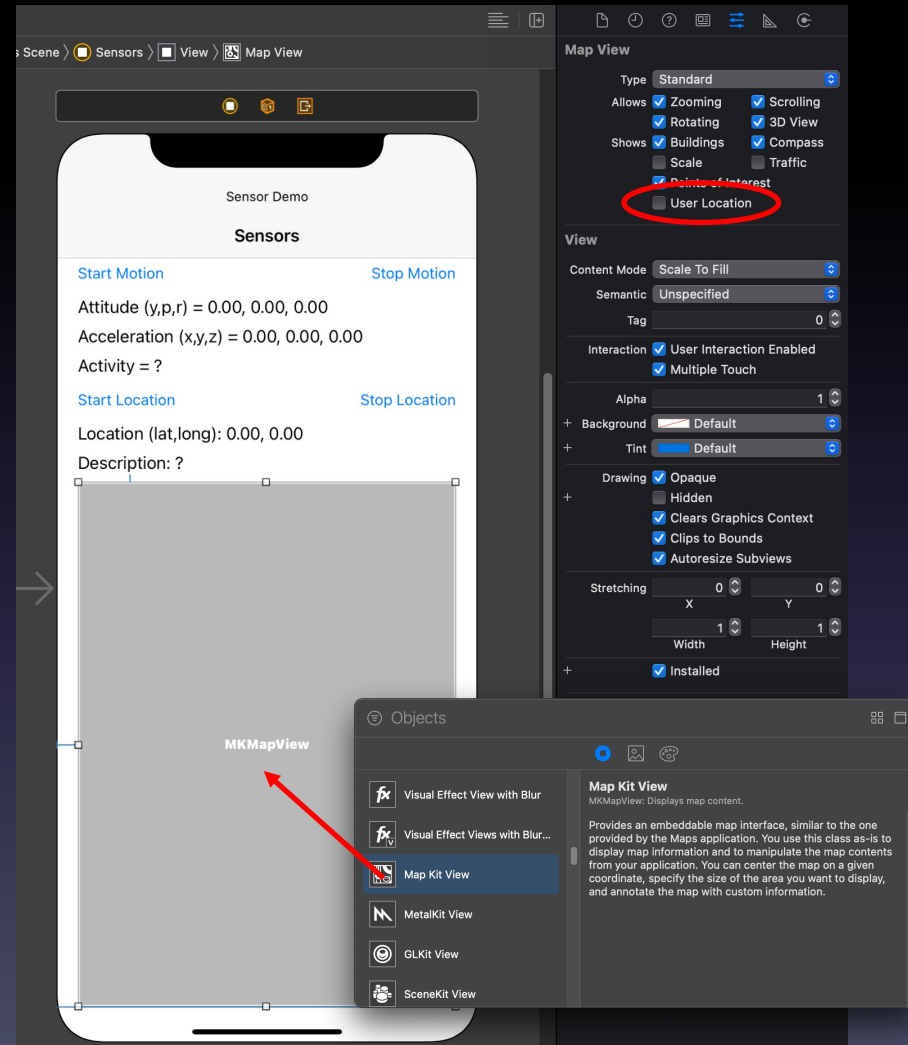 s Scene 〉 Sensors 〉 View 〉 Map View
Sensor Demo
Sensors
Start Motion Stop Motion
Attitude (y,p,r) = 0.00, 0.00, 0.00
Acceleration (x,y,z) = 0.00, 0.00, 0.00
Activity = ?
Start Location Stop Location
Location (lat,long): 0.00, 0.00
Description: ?
MKMapView
Map View
Type Standard
Allows Zooming Scrolling
Rotating 3D View
Shows Buildings Compass
Scale Traffic
Points of Interest
User Location
View
Content Mode Scale To Fill
Semantic Unspecified
Tag 0
Interaction User Interaction Enabled
Multiple Touch
Alpha 1
+ Background Default
+ Tint Default
Drawing Opaque
+ Hidden
Clears Graphics Context
Clips to Bounds
Autoresize Subviews
Stretching 0 0
X Y
1 1
Width Height
+ Installed
Objects
Visual Effect View with Blur
Visual Effect Views with Blur...
Map Kit View
MetalKit View
GLKit View
SceneKit View
Map Kit View
MKMapView: Displays map content.
Provides an embeddable map interface, similar to the one
provided by the Maps application. You use this class as-is to
display map information and to manipulate the map contents
from your application. You can center the map on a given
coordinate, specify the size of the area you want to display,
and annotate the map with custom information.